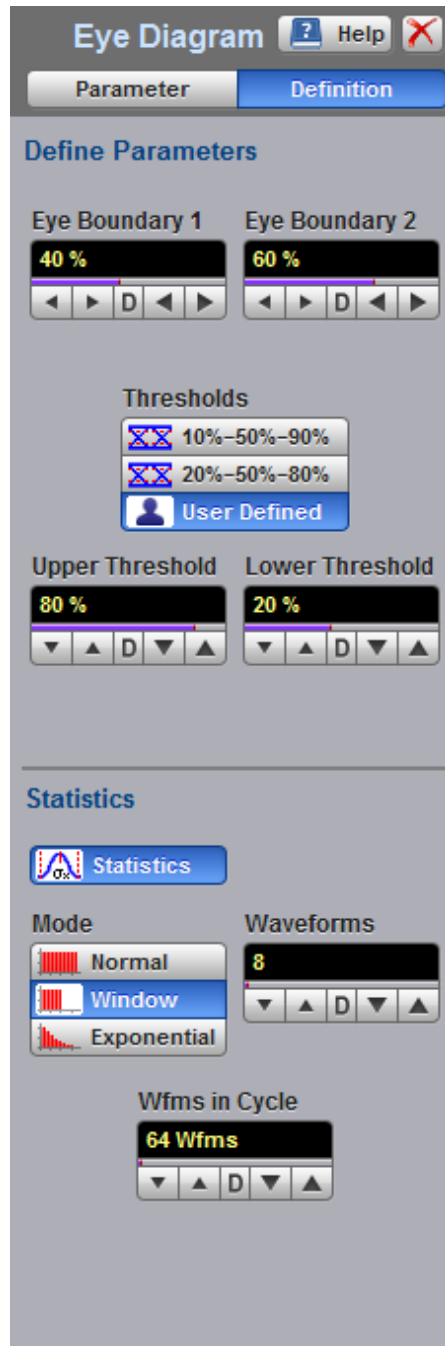 Eye Diagram ? Help
Parameter Definition
Define Parameters
Eye Boundary 1 Eye Boundary 2
40 % 60 %
D D
Thresholds
10%-50%-90%
20%-50%-80%
User Defined
Upper Threshold Lower Threshold
80 % 20 %
D D
Statistics
σx Statistics
Mode Waveforms
Normal 8
Window D
Exponential
Wfms in Cycle
64 Wfms
D